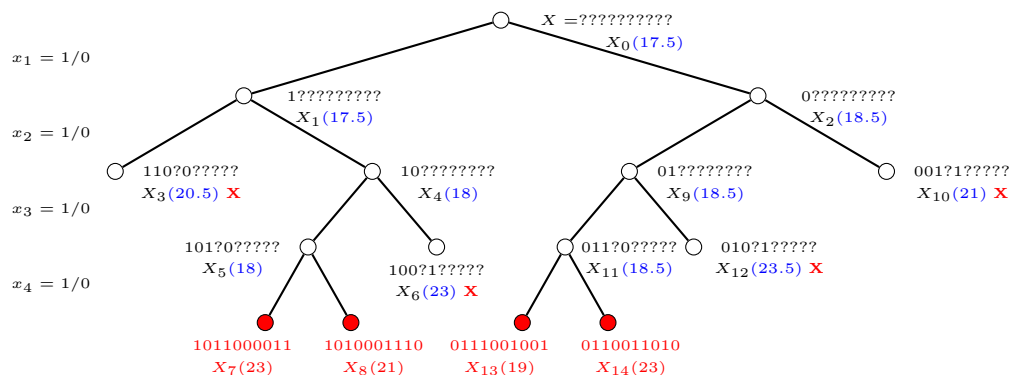 X =??????????
X0(17.5)
x1 = 1/0
1?????????
X1(17.5)
0?????????
X2(18.5)
x2 = 1/0
110?0?????
X3(20.5) X
10????????
X4(18)
01????????
X9(18.5)
001?1?????
X10(21) X
x3 = 1/0
101?0?????
X5(18)
100?1?????
X6(23) X
011?0?????
X11(18.5)
010?1?????
X12(23.5) X
x4 = 1/0
1011000011
X7(23)
1010001110
X8(21)
0111001001
X13(19)
0110011010
X14(23)